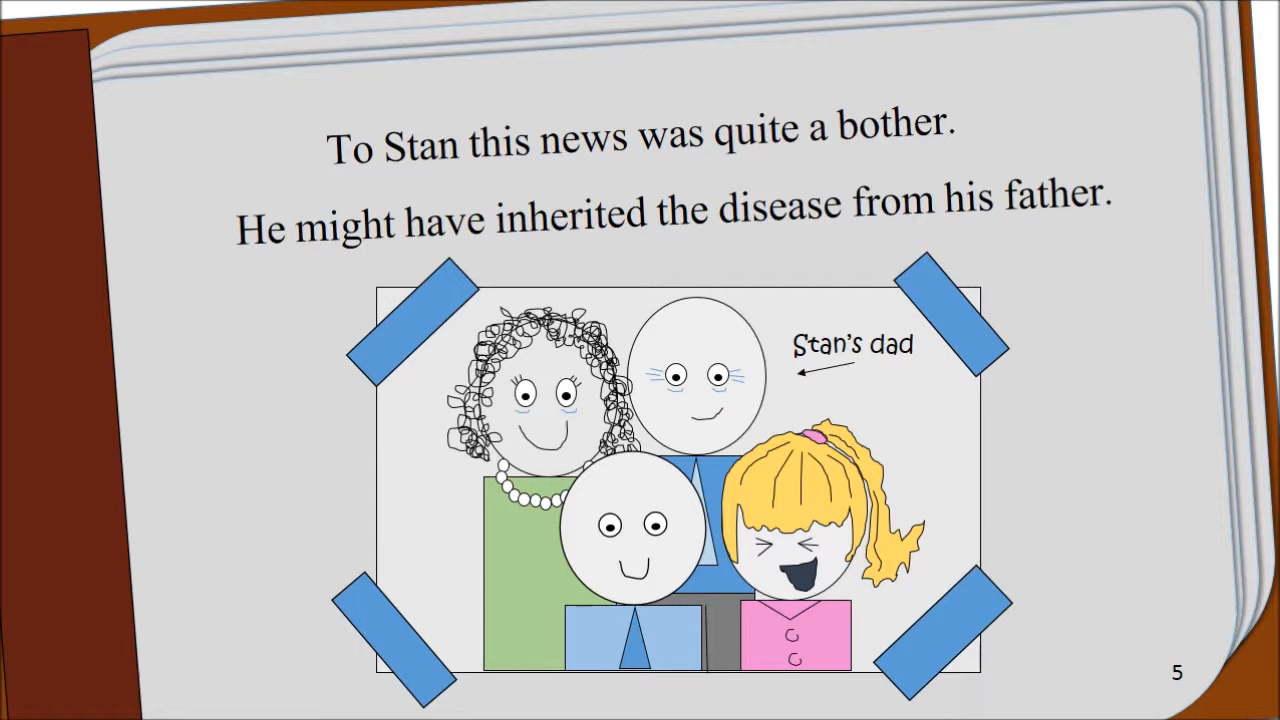 To Stan this news was quite a bother.
He might have inherited the disease from his father.
Stan's dad
5